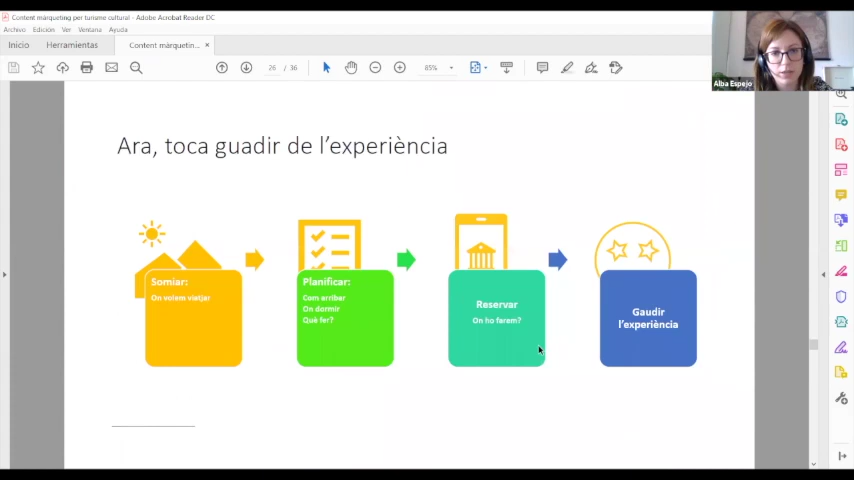 Content màrqueting per turisme cultural - Adobe Acrobat Reader DC
Archivo Edición Ver Ventana Ayuda
Inicio Herramientas Content màrquetin... ×
26 / 36 85%
Alba Espejo
Ara, toca guadir de l'experiència
Somiar:
On volem viatjar
Planificar:
Com arribar
On dormir
Què fer?
Reservar
On ho farem?
Gaudir
l'experiència